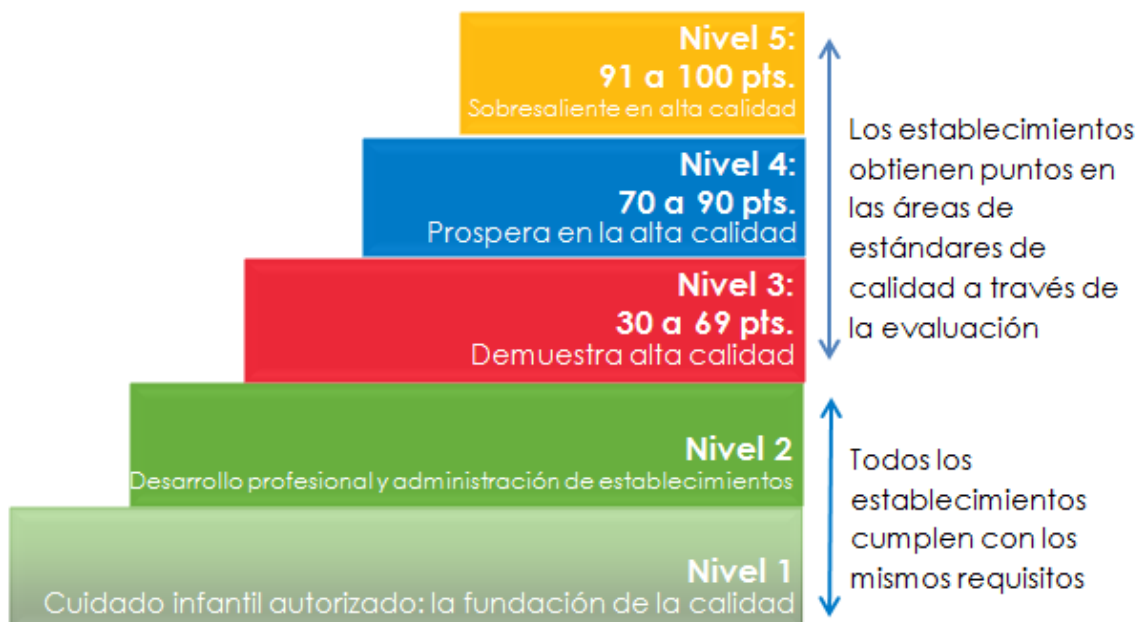 Nivel 5:
91 a 100 pts.
Sobresaliente en alta calidad
Nivel 4:
70 a 90 pts.
Prospera en la alta calidad
Nivel 3:
30 a 69 pts.
Demuestra alta calidad
Los establecimientos
obtienen puntos en
las áreas de
estándares de
calidad a través de
la evaluación
Nivel 2
Desarrollo profesional y administración de establecimientos
Nivel 1
Cuidado infantil autorizado: la fundación de la calidad
Todos los
establecimientos
cumplen con los
mismos requisitos